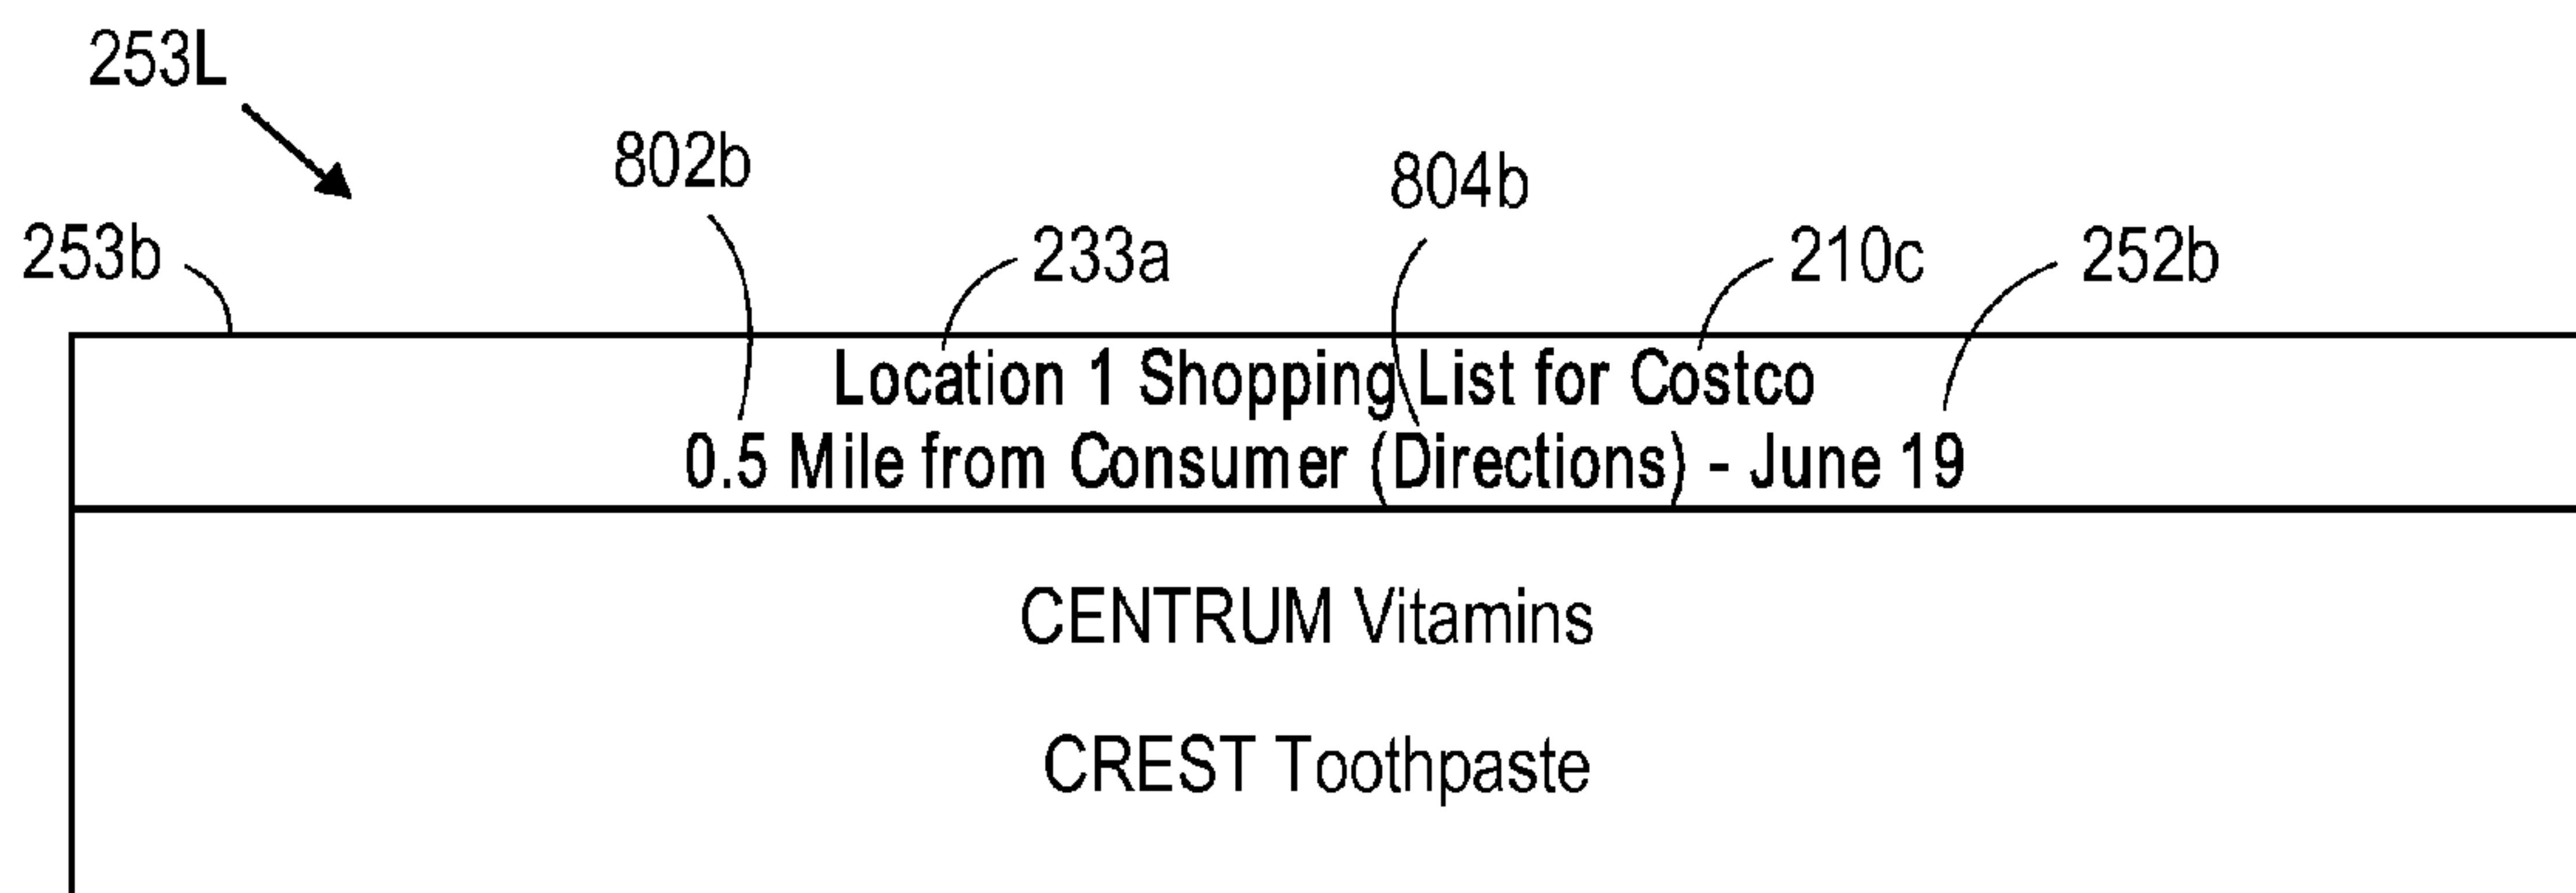 253L
802b
804b
253b
233a
210c
252b
Location 1 Shopping List for Costco
0.5 Mile from Consumer (Directions) - June 19
CENTRUM Vitamins
CREST Toothpaste